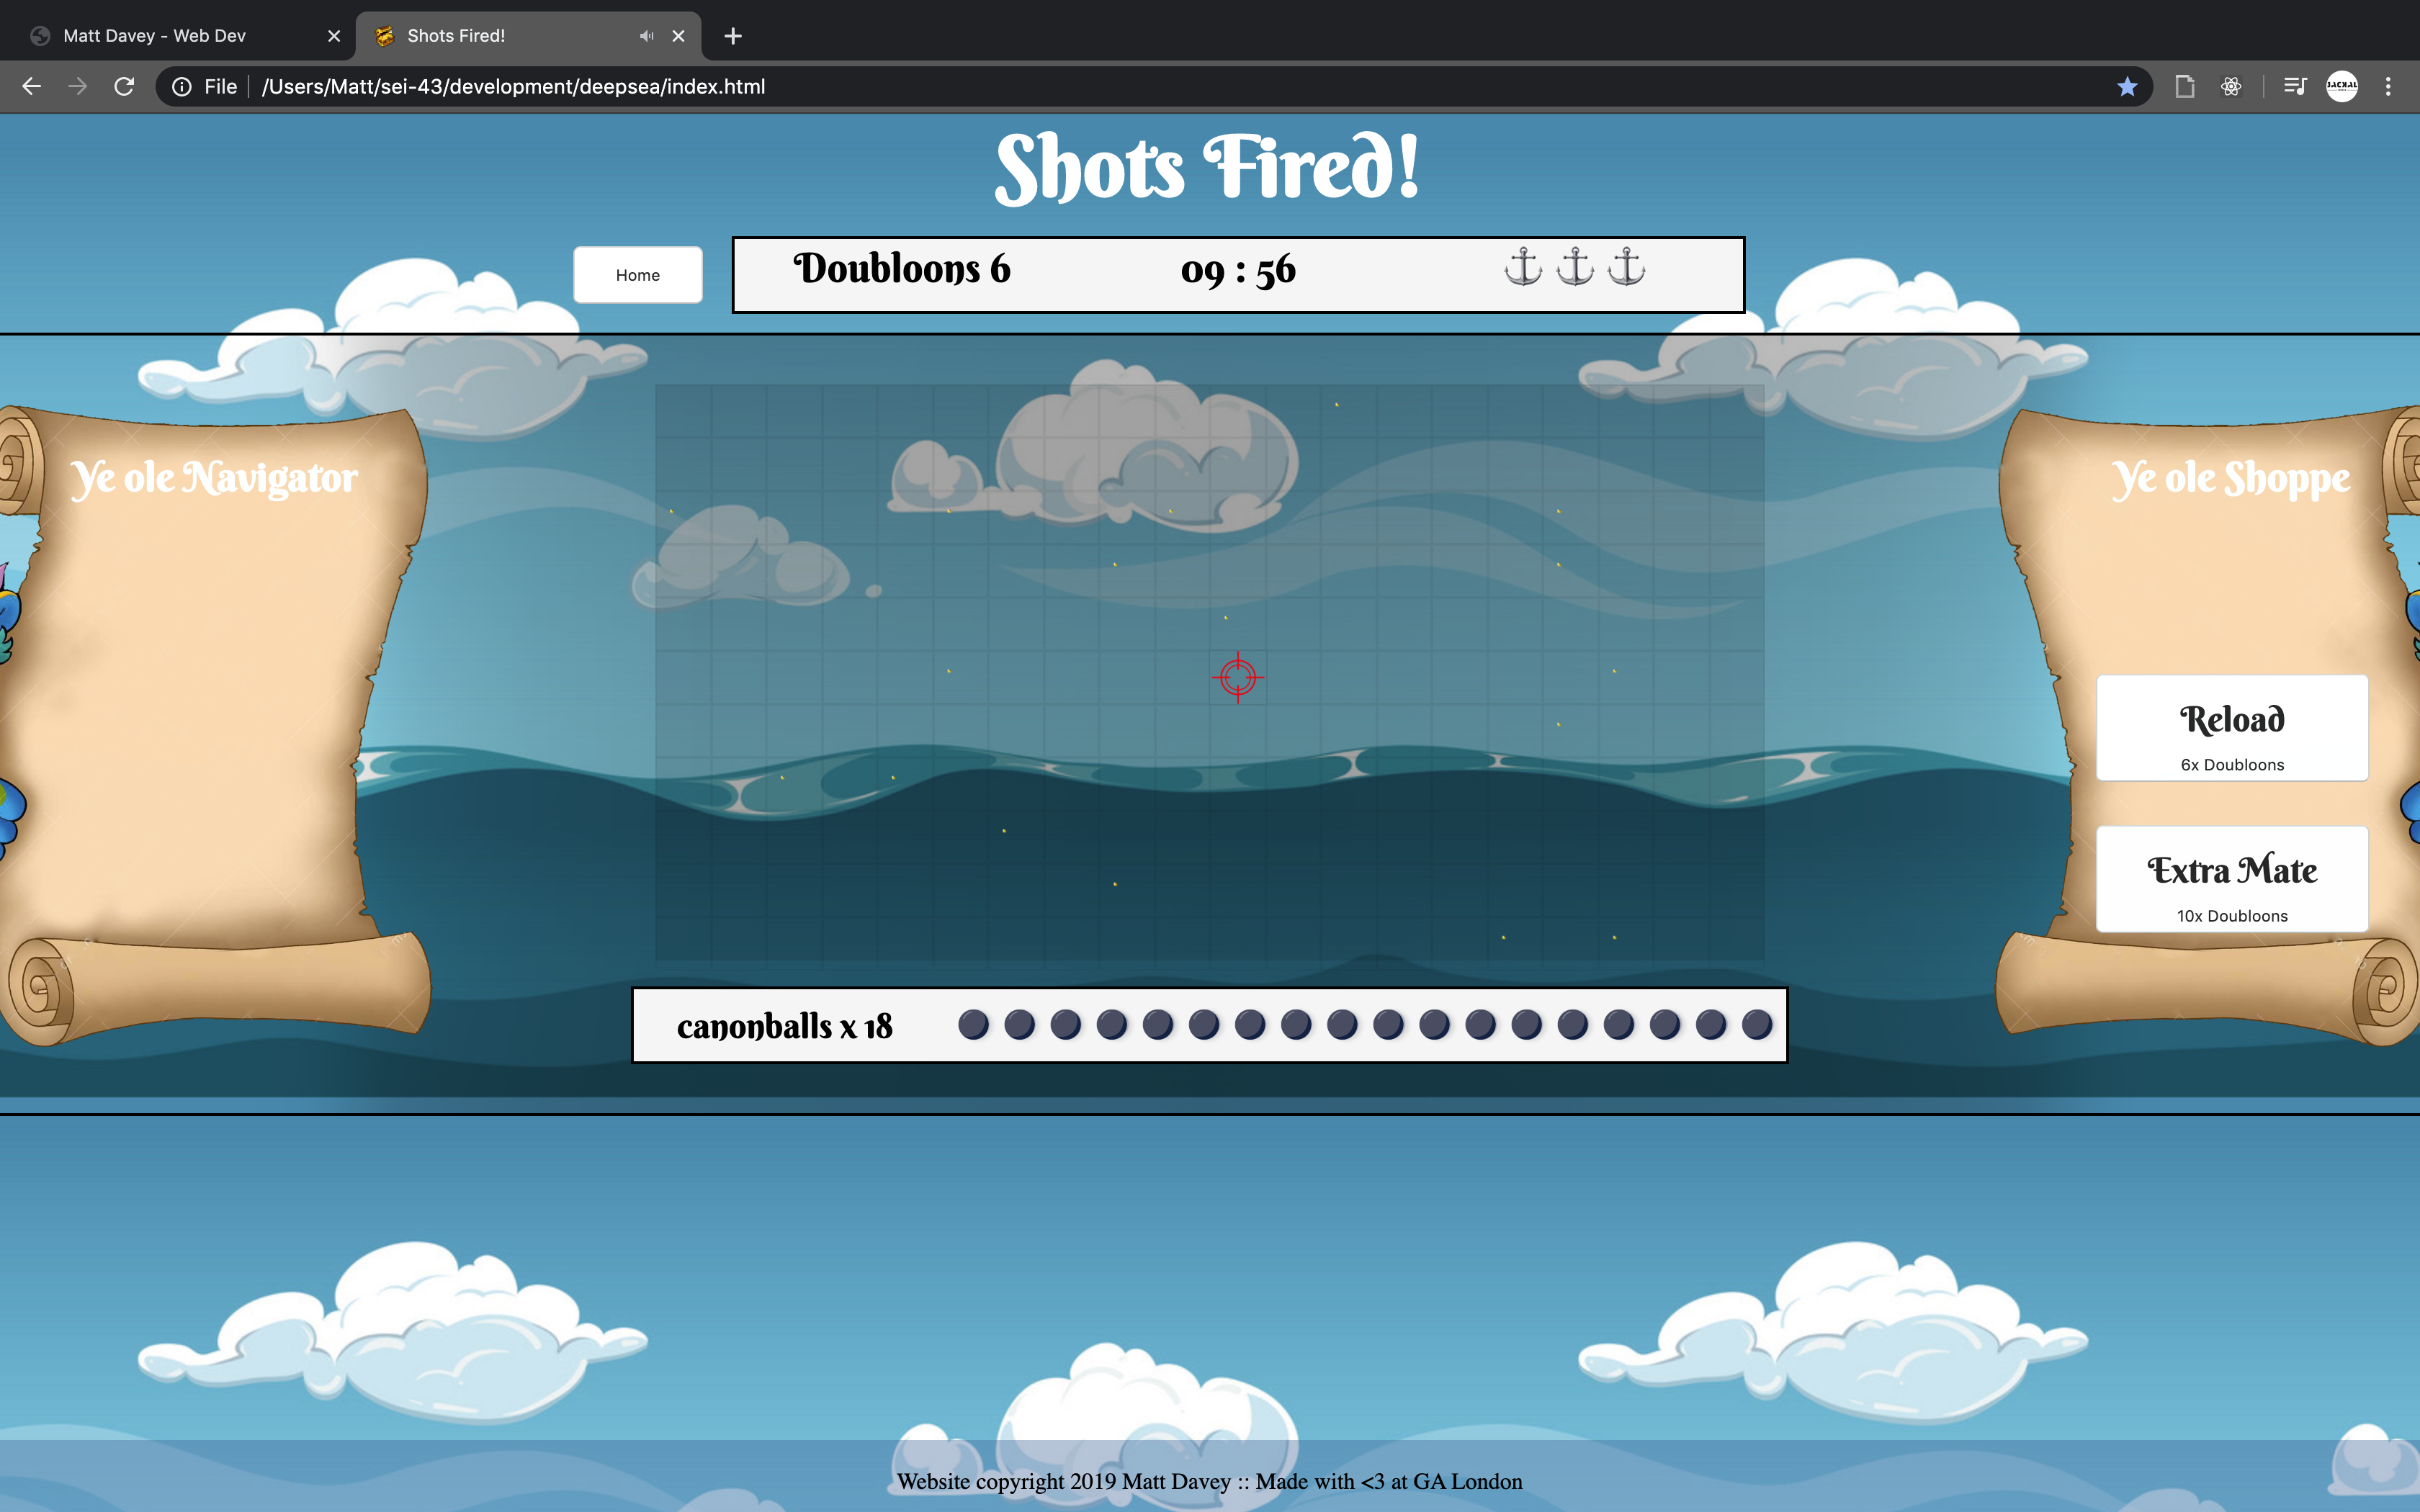 Matt Davey - Web Dev
Shots Fired!
File
/Users/Matt/sei-43/development/deepsea/index.html
JACKAL
Shots Fired!
Home
Doubloons 6
09 : 56
Ye ole Navigator
Ye ole Shoppe
Reload
6x Doubloons
Extra Mate
10x Doubloons
canonballs x 18
Website copyright 2019 Matt Davey :: Made with <3 at GA London